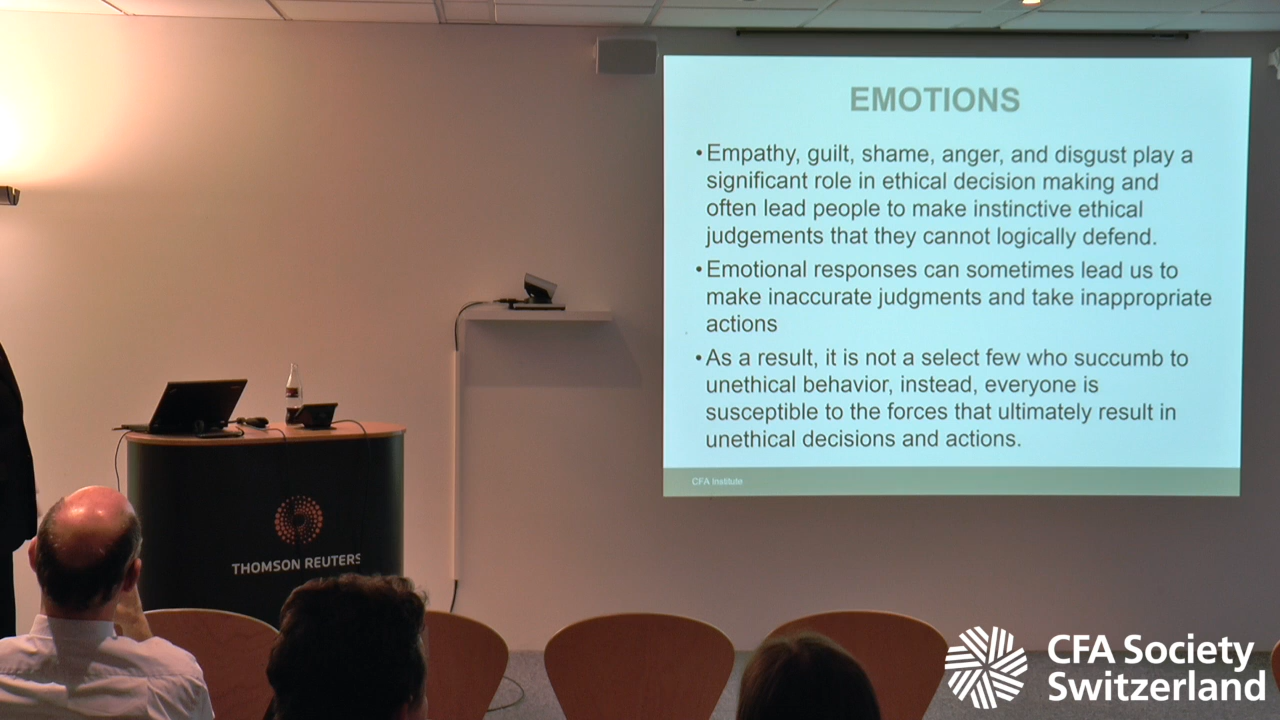 EMOTIONS
• Empathy, guilt, shame, anger, and disgust play a
significant role in ethical decision making and
often lead people to make instinctive ethical
judgements that they cannot logically defend.
• Emotional responses can sometimes lead us to
make inaccurate judgments and take inappropriate
actions
• As a result, it is not a select few who succumb to
unethical behavior, instead, everyone is
susceptible to the forces that ultimately result in
unethical decisions and actions.
CFA Institute
THOMSON REUTERS
CFA Society
Switzerland